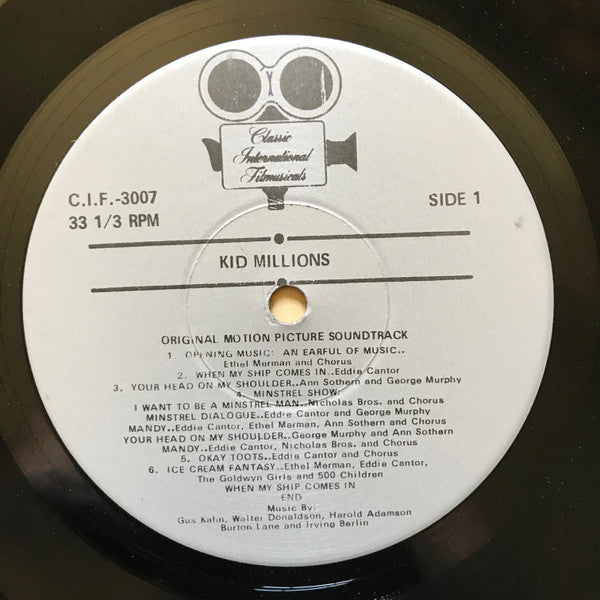 Classic
International
Filmusicals
C.I.F.-3007
33 1/3 RPM
SIDE 1
KID MILLIONS
ORIGINAL MOTION PICTURE SOUNDTRACK
1. OPENING MUSIC: AN EARFUL OF MUSIC..
Ethel Merman and Chorus
2. WHEN MY SHIP COMES IN..Eddie Cantor
3. YOUR HEAD ON MY SHOULDER..Ann Sothern and George Murphy
4. MINSTREL SHOW:
I WANT TO BE A MINSTREL MAN..Nicholas Bros. and Chorus
MINSTREL DIALOGUE..Eddie Cantor and George Murphy
MANDY..Eddie Cantor, Ethel Merman, Ann Sothern and Chorus
YOUR HEAD ON MY SHOULDER..George Murphy and Ann Sothern
MANDY..Eddie Cantor, Nicholas Bros. and Chorus
5. OKAY TOOTS..Eddie Cantor and Chorus
6. ICE CREAM FANTASY..Ethel Merman, Eddie Cantor,
The Goldwyn Girls and 500 Children
WHEN MY SHIP COMES IN
END
Music By:
Gus Kahn, Walter Donaldson, Harold Adamson
Burton Lane and Irving Berlin